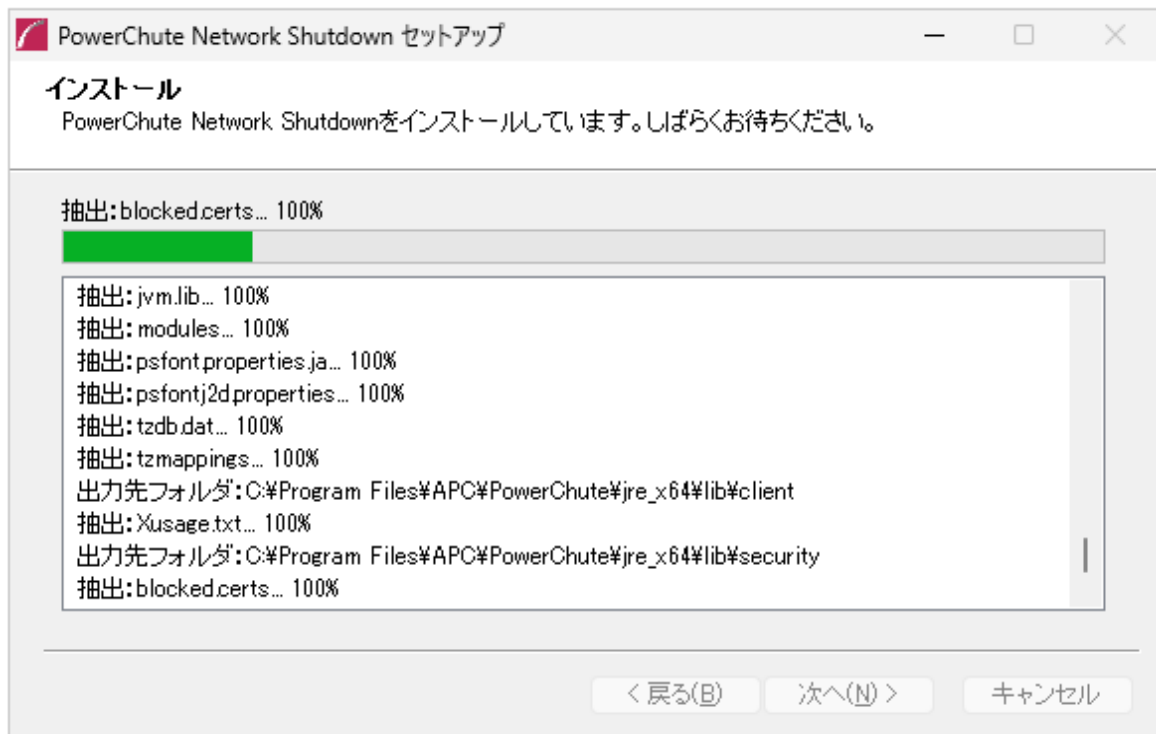 PowerChute Network Shutdown セットアップ
インストール
PowerChute Network Shutdownをインストールしています。しばらくお待ちください。
抽出:blocked.certs... 100%
抽出:jvm.lib... 100%
抽出:modules... 100%
抽出:psfont.properties.ja... 100%
抽出:psfontj2d.properties... 100%
抽出:tzdb.dat... 100%
抽出:tzmappings... 100%
出力先フォルダ:C:¥Program Files¥APC¥PowerChute¥jre_x64¥lib¥client
抽出:Xusage.txt... 100%
出力先フォルダ:C:¥Program Files¥APC¥PowerChute¥jre_x64¥lib¥security
抽出:blocked.certs... 100%
< 戻る(B) 次へ(N) > キャンセル